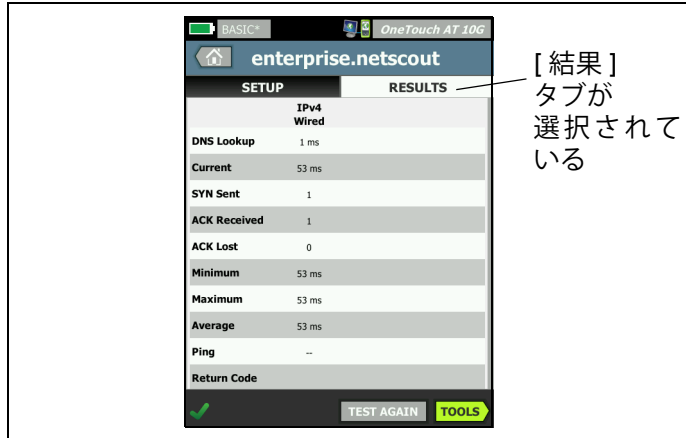 BASIC* OneTouch AT 10G
enterprise.netscout
SETUP RESULTS
IPv4
Wired
DNS Lookup 1 ms
Current 53 ms
SYN Sent 1
ACK Received 1
ACK Lost 0
Minimum 53 ms
Maximum 53 ms
Average 53 ms
Ping --
Return Code
TEST AGAIN TOOLS
[ 結果 ]
タブが
選択されて
いる